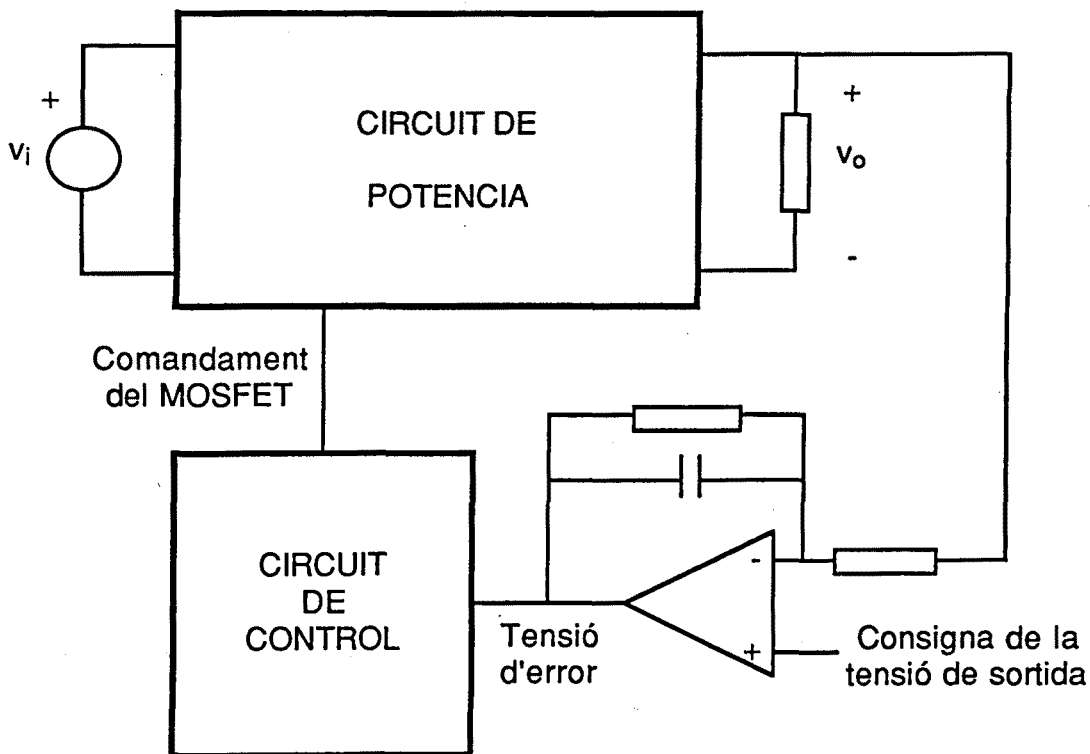 CIRCUIT DE
POTENCIA
+
vi
+
vo
-
Comandament
del MOSFET
CIRCUIT
DE
CONTROL
-
+
Tensió
d'error
Consigna de la
tensió de sortida